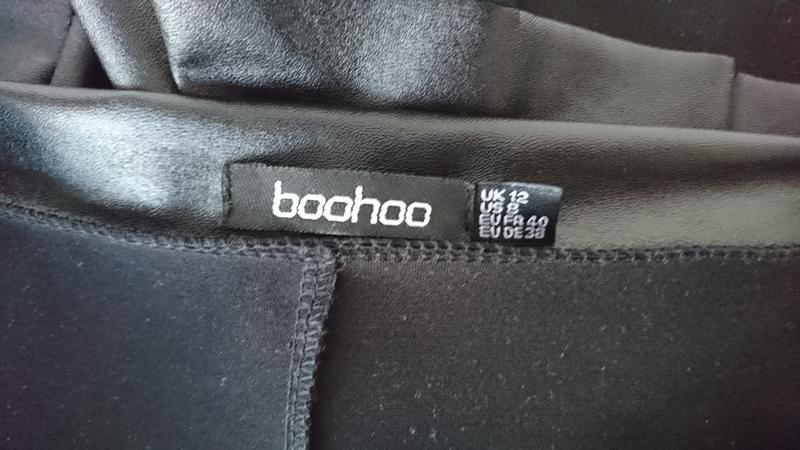 boohoo
UK 12
US 8
EU FR 40
EU DE 38